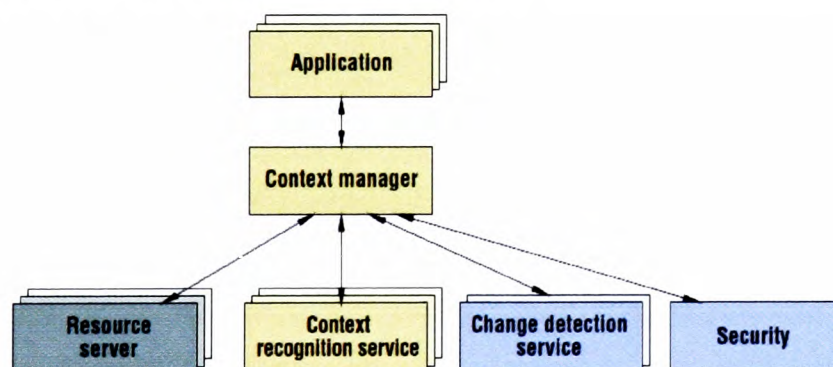 Application
Context manager
Resource
server
Context
recognition service
Change detection
service
Security